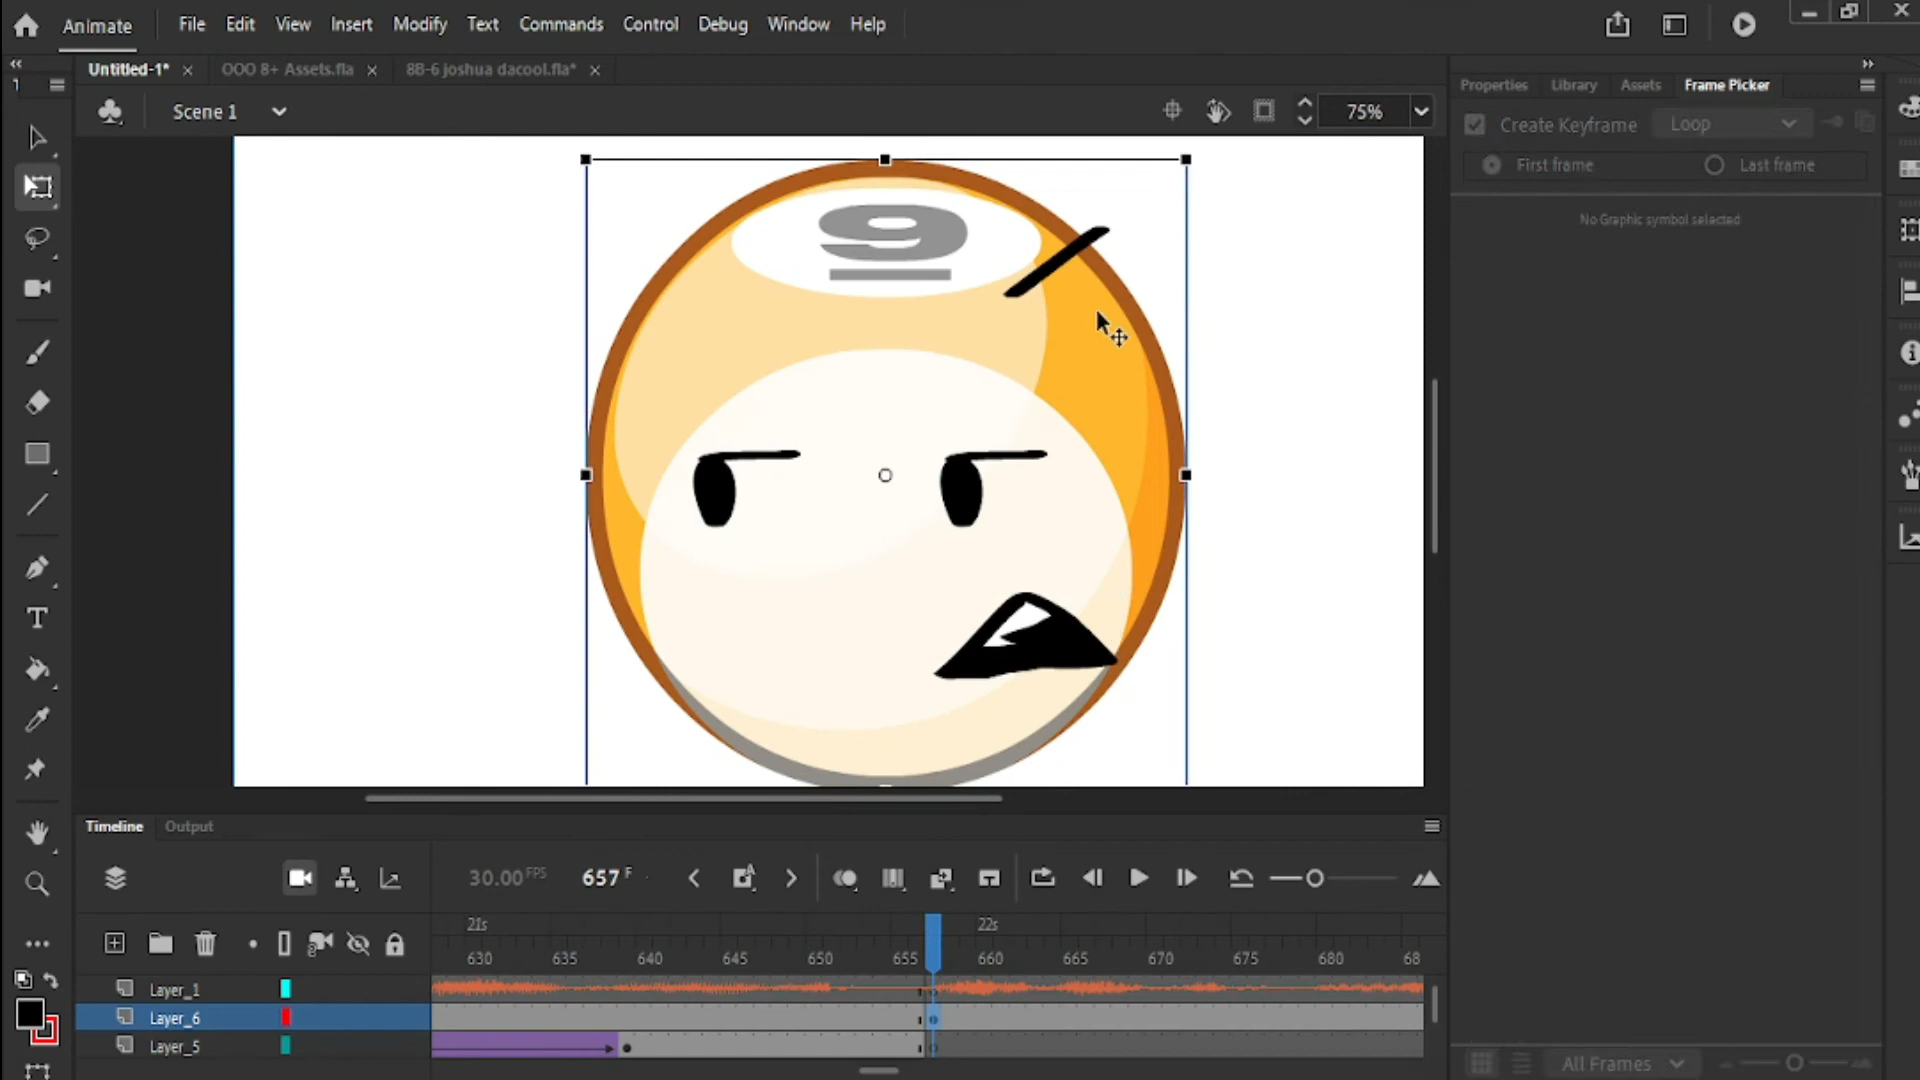 Animate File Edit View Insert Modify Text Commands Control Debug Window Help
Untitled-1* OOO 8+ Assets.fla 8B-6 joshua dacool.fla*
1
Properties Library Assets Frame Picker
Scene 1 75%
Create Keyframe Loop
First frame Last frame
No Graphic symbol selected
9
T
Timeline Output
30.00 FPS 657 F
21s 22s
630 635 640 645 650 655 660 665 670 675 680 68
Layer_1
Layer_6
Layer_5
All Frames